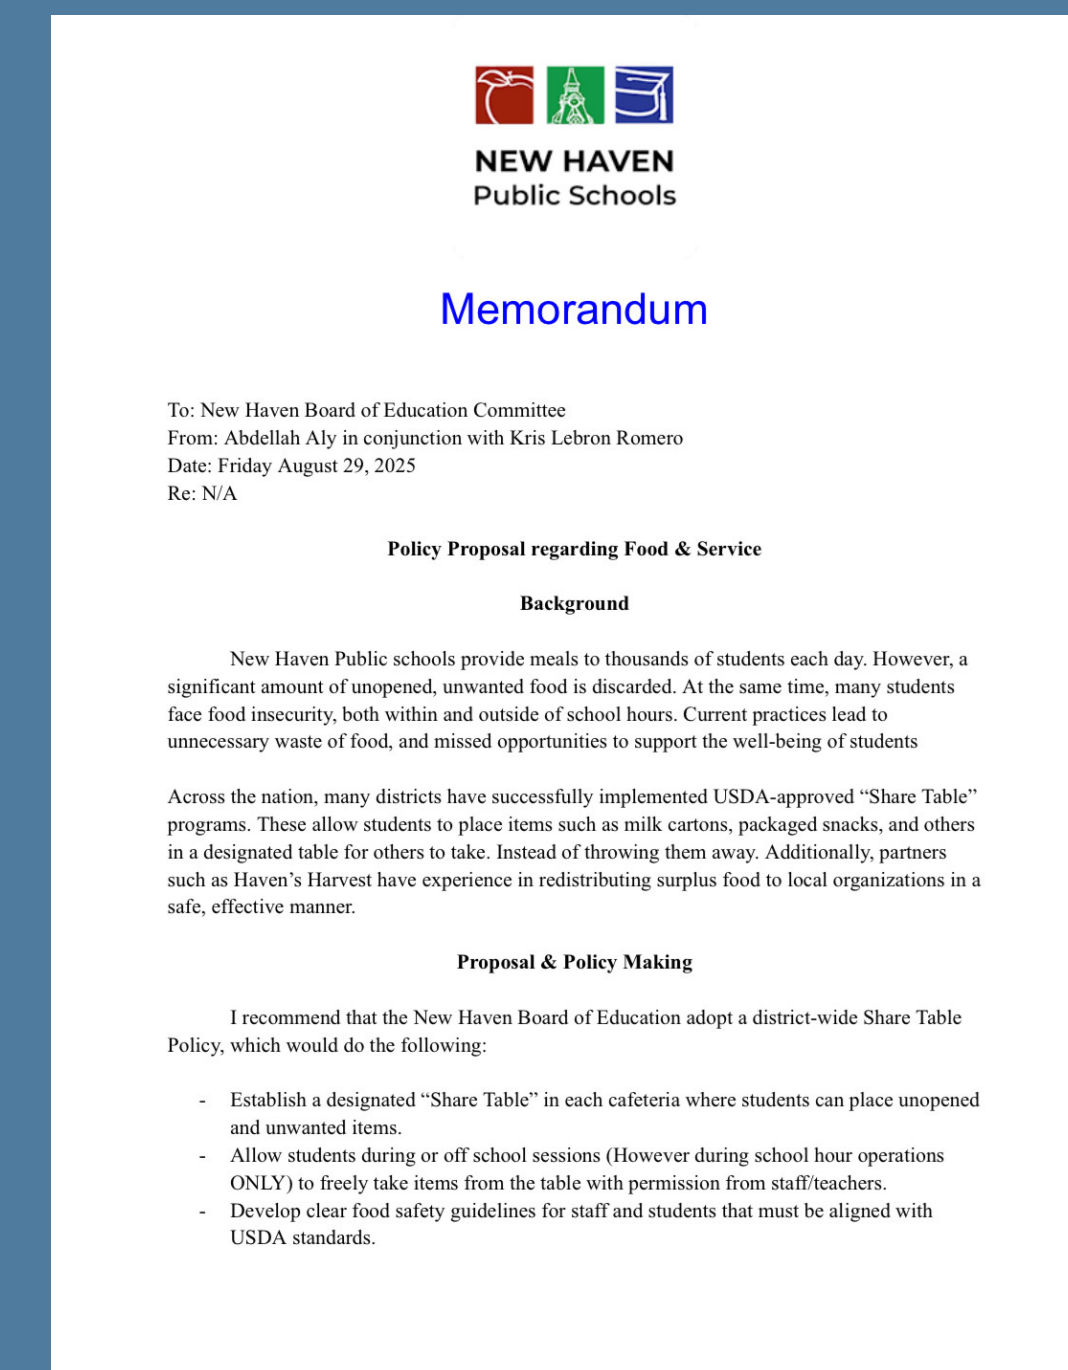 NEW HAVEN
Public Schools
Memorandum
To: New Haven Board of Education Committee
From: Abdellah Aly in conjunction with Kris Lebron Romero
Date: Friday August 29, 2025
Re: N/A
Policy Proposal regarding Food & Service
Background
New Haven Public schools provide meals to thousands of students each day. However, a
significant amount of unopened, unwanted food is discarded. At the same time, many students
face food insecurity, both within and outside of school hours. Current practices lead to
unnecessary waste of food, and missed opportunities to support the well-being of students
Across the nation, many districts have successfully implemented USDA-approved “Share Table”
programs. These allow students to place items such as milk cartons, packaged snacks, and others
in a designated table for others to take. Instead of throwing them away. Additionally, partners
such as Haven’s Harvest have experience in redistributing surplus food to local organizations in a
safe, effective manner.
Proposal & Policy Making
I recommend that the New Haven Board of Education adopt a district-wide Share Table
Policy, which would do the following:
- Establish a designated “Share Table” in each cafeteria where students can place unopened
and unwanted items.
- Allow students during or off school sessions (However during school hour operations
ONLY) to freely take items from the table with permission from staff/teachers.
- Develop clear food safety guidelines for staff and students that must be aligned with
USDA standards.